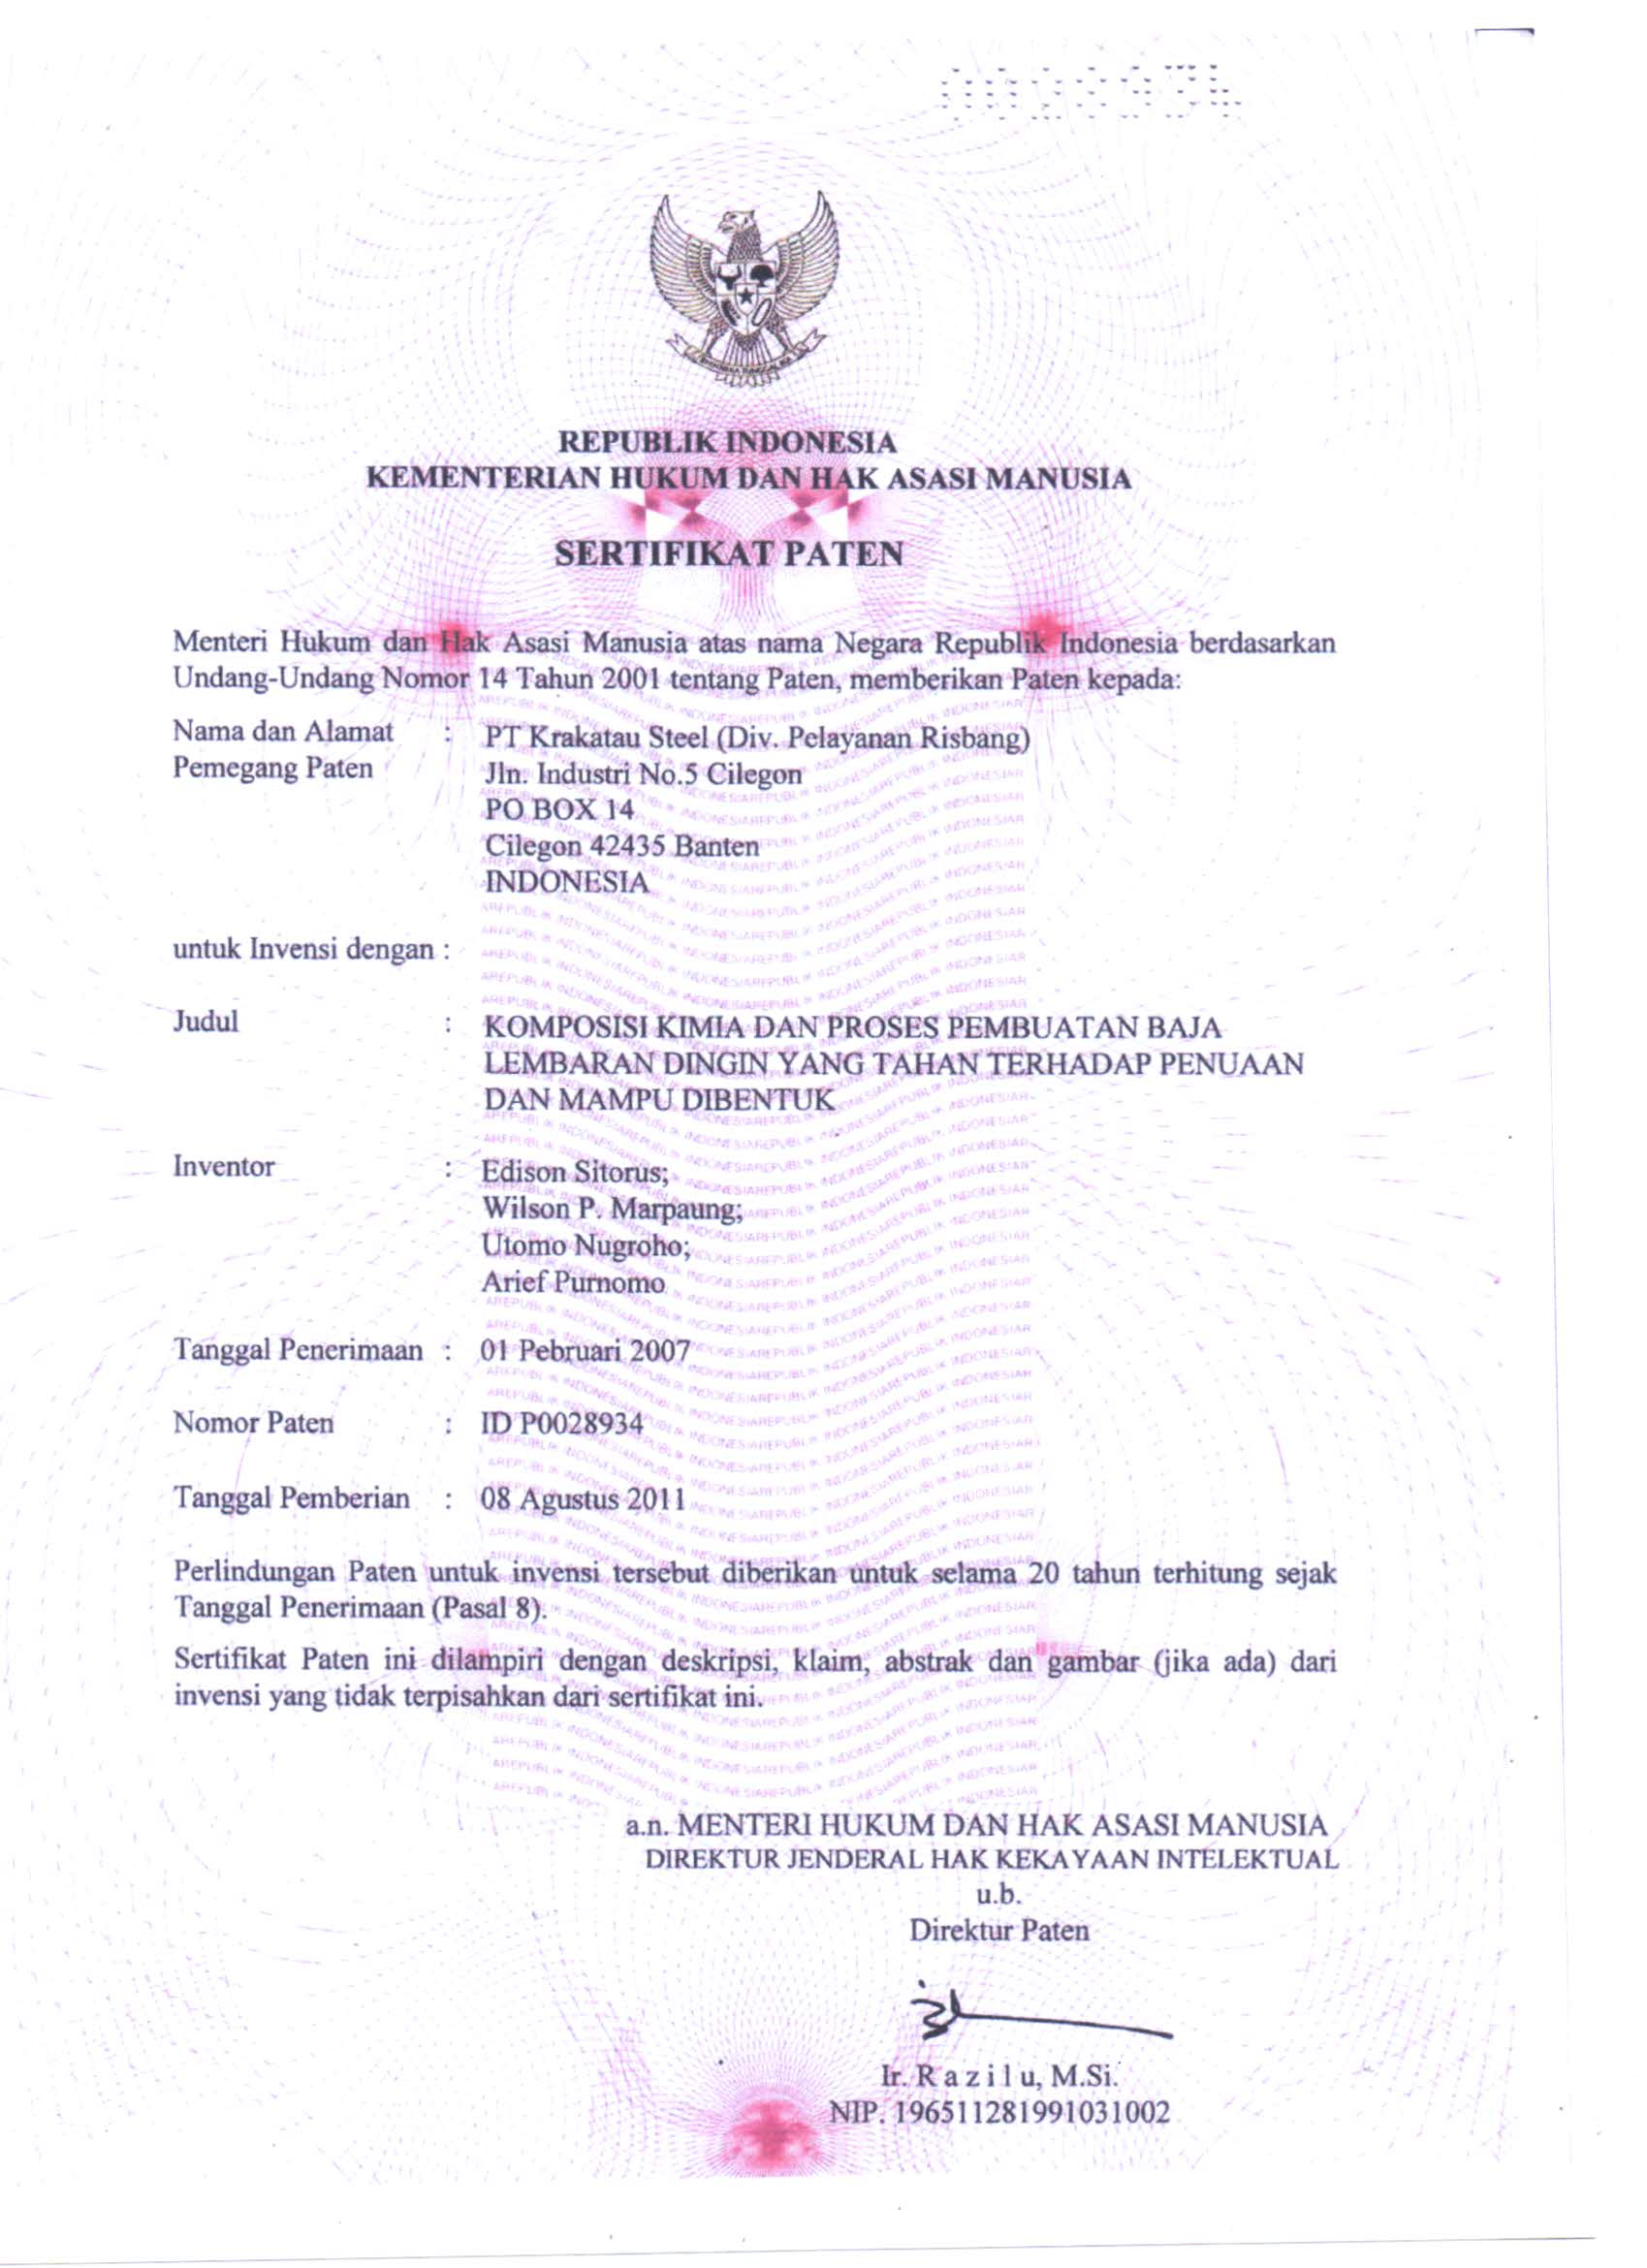 REPUBLIK INDONESIA
KEMENTERIAN HUKUM DAN HAK ASASI MANUSIA
SERTIFIKAT PATEN
Menteri Hukum dan Hak Asasi Manusia atas nama Negara Republik Indonesia berdasarkan
Undang-Undang Nomor 14 Tahun 2001 tentang Paten, memberikan Paten kepada:
Nama dan Alamat : PT Krakatau Steel (Div. Pelayanan Risbang)
Pemegang Paten Jln. Industri No.5 Cilegon
PO BOX 14
Cilegon 42435 Banten
INDONESIA
untuk Invensi dengan :
Judul : KOMPOSISI KIMIA DAN PROSES PEMBUATAN BAJA
LEMBARAN DINGIN YANG TAHAN TERHADAP PENUAAN
DAN MAMPU DIBENTUK
Inventor : Edison Sitorus;
Wilson P. Marpaung;
Utomo Nugroho;
Arief Purnomo
Tanggal Penerimaan : 01 Pebruari 2007
Nomor Paten : ID P0028934
Tanggal Pemberian : 08 Agustus 2011
Perlindungan Paten untuk invensi tersebut diberikan untuk selama 20 tahun terhitung sejak
Tanggal Penerimaan (Pasal 8).
Sertifikat Paten ini dilampiri dengan deskripsi, klaim, abstrak dan gambar (jika ada) dari
invensi yang tidak terpisahkan dari sertifikat ini.
a.n. MENTERI HUKUM DAN HAK ASASI MANUSIA
DIREKTUR JENDERAL HAK KEKAYAAN INTELEKTUAL
u.b.
Direktur Paten
Ir. R a z i l u, M.Si.
NIP. 196511281991031002